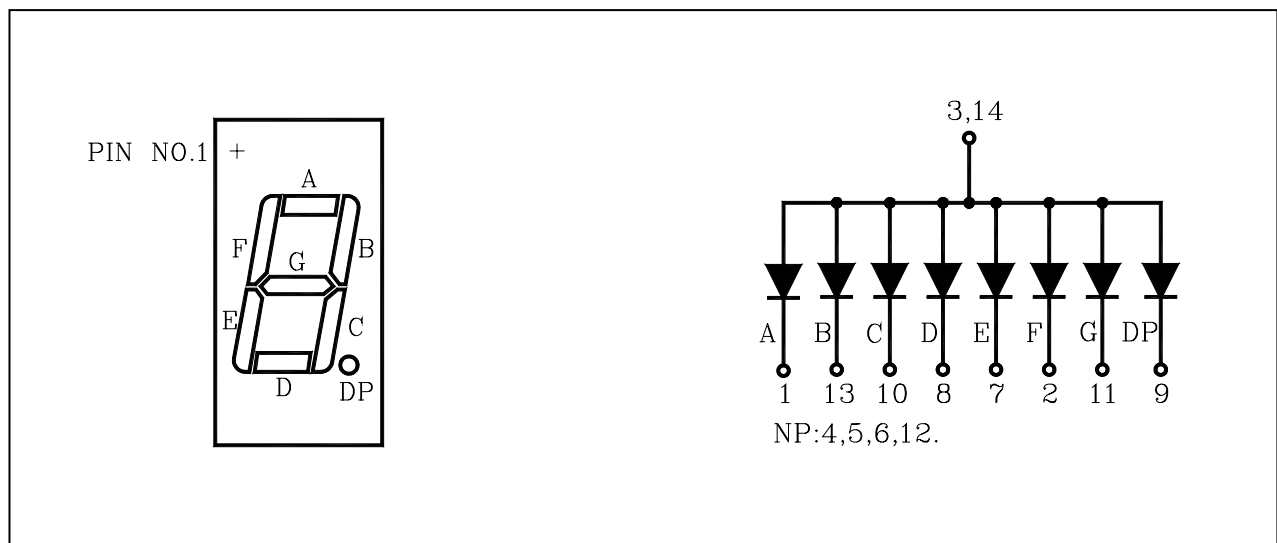 PIN NO.1 +
A
F
B
G
E
C
D
DP
3,14
A B C D E F G DP
1 13 10 8 7 2 11 9
NP:4,5,6,12.